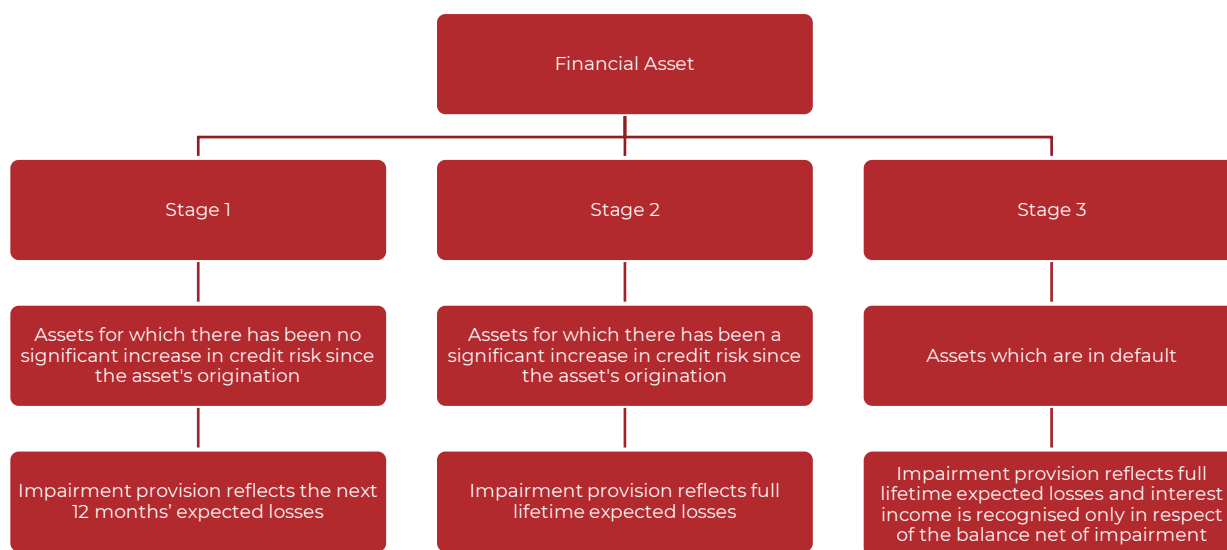 Financial Asset
Stage 1
Stage 2
Stage 3
Assets for which there has been no
significant increase in credit risk since
the asset's origination
Assets for which there has been a
significant increase in credit risk since
the asset's origination
Assets which are in default
Impairment provision reflects the next
12 months’ expected losses
Impairment provision reflects full
lifetime expected losses
Impairment provision reflects full
lifetime expected losses and interest
income is recognised only in respect
of the balance net of impairment